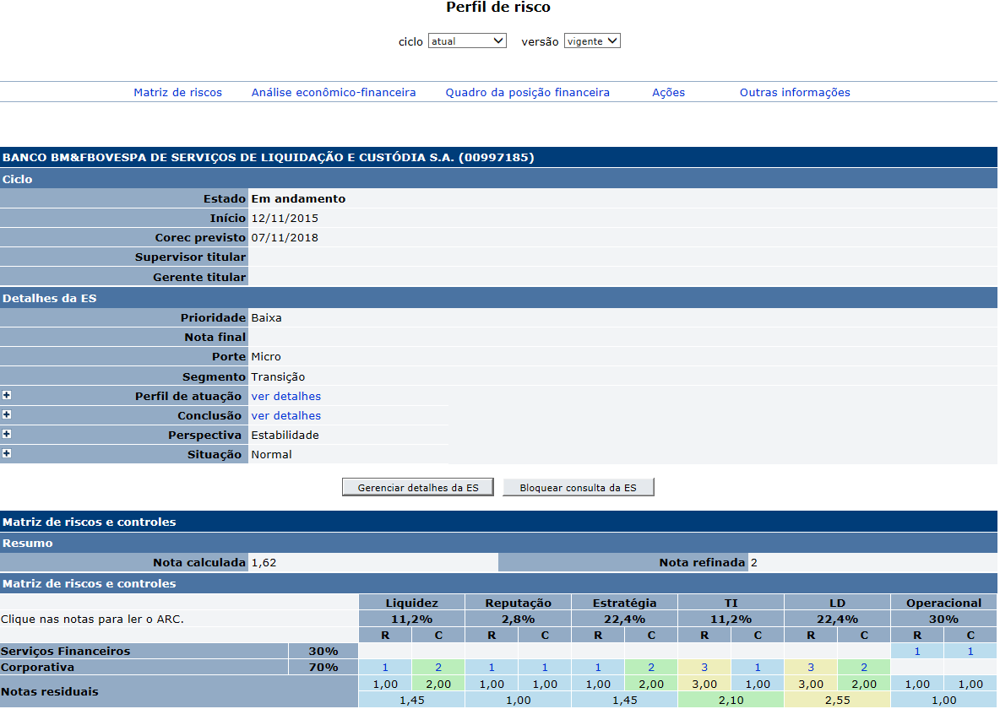 Perfil de risco
ciclo atual versão vigente
Matriz de riscos Análise econômico-financeira Quadro da posição financeira Ações Outras informações
BANCO BM&FBOVESPA DE SERVIÇOS DE LIQUIDAÇÃO E CUSTÓDIA S.A. (00997185)
Ciclo
Estado Em andamento
Início 12/11/2015
Corec previsto 07/11/2018
Supervisor titular
Gerente titular
Detalhes da ES
Prioridade Baixa
Nota final
Porte Micro
Segmento Transição
Perfil de atuação ver detalhes
Conclusão ver detalhes
Perspectiva Estabilidade
Situação Normal
Gerenciar detalhes da ES Bloquear consulta da ES
Matriz de riscos e controles
Resumo
Nota calculada 1,62 Nota refinada 2
Matriz de riscos e controles
Liquidez Reputação Estratégia TI LD Operacional
Clique nas notas para ler o ARC. 11,2% 2,8% 22,4% 11,2% 22,4% 30%
R C R C R C R C R C R C
Serviços Financeiros 30% 1 1
Corporativa 70% 1 2 1 1 1 2 3 1 3 2
Notas residuais 1,00 2,00 1,00 1,00 1,00 2,00 3,00 1,00 3,00 2,00 1,00 1,00
1,45 1,00 1,45 2,10 2,55 1,00